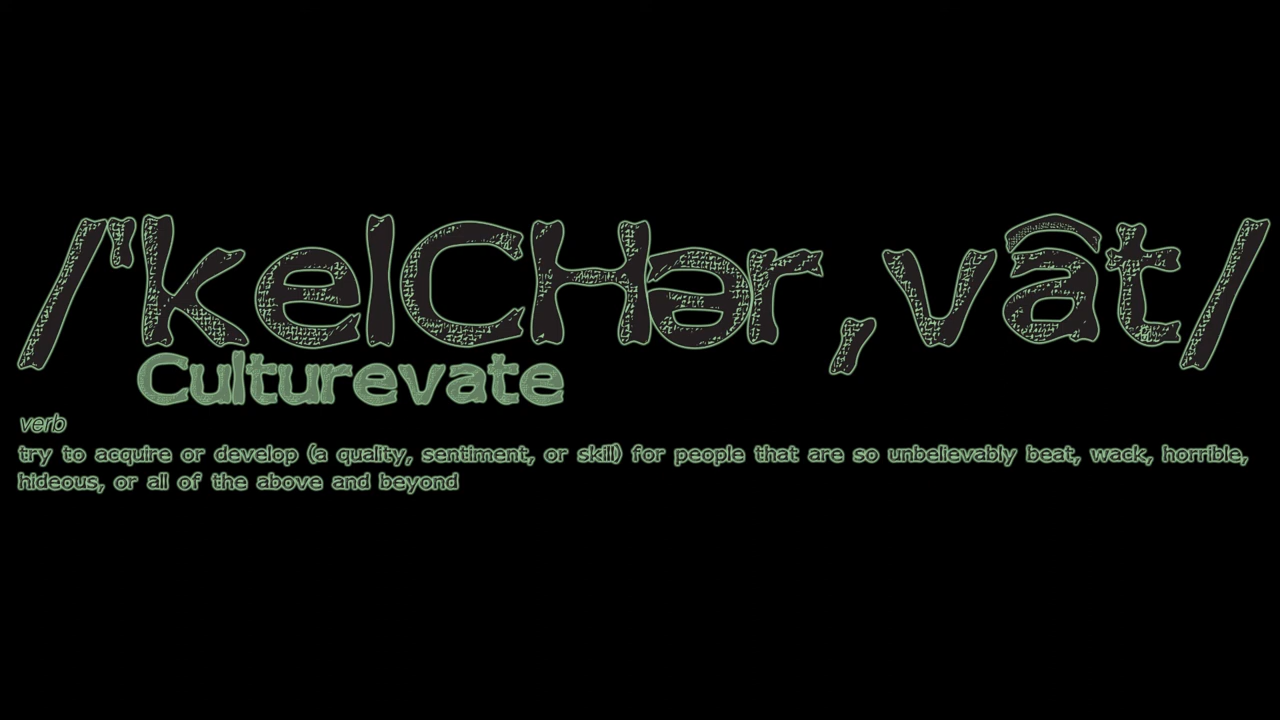 /'kelCHər,vāt/
Culturevate
verb
try to acquire or develop (a quality, sentiment, or skill) for people that are so unbelievably beat, wack, horrible,
hideous, or all of the above and beyond